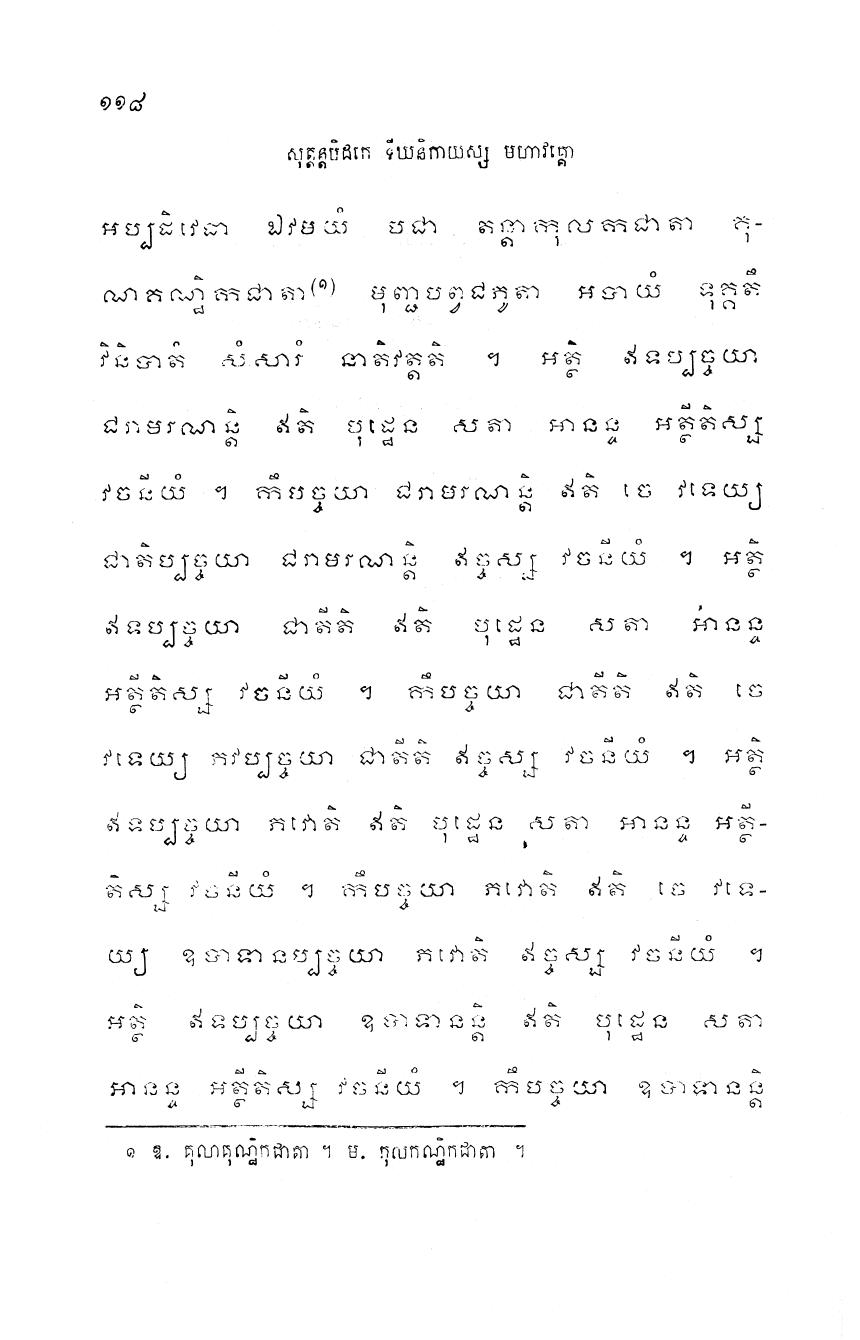 ១១៨
សុត្តន្តបិដកេ ទីឃនិកាយស្ស មហាវគ្គោ
អប្បដិវេធា ឯវមយំ បជា តន្តាកុលកជាតា កុ-
ណាគណ្ឋិកជាតា(១) មុញ្ជបព្វជភូតា អបាយំ ទុគ្គតឹ
វិនិបាតំ សំសារំ នាតិវត្តតិ ។ អត្ថិ ឥទប្បច្ចយា
ជរាមរណន្តិ ឥតិ បុដ្ឋេន សតា អានន្ទ អត្ថីតិស្ស
វចនីយំ ។ កឹបច្ចយា ជរាមរណន្តិ ឥតិ ចេ វទេយ្យ
ជាតិប្បច្ចយា ជរាមរណន្តិ ឥច្ចស្ស វចនីយំ ។ អត្ថិ
ឥទប្បច្ចយា ជាតីតិ ឥតិ បុដ្ឋេន សតា អានន្ទ
អត្ថីតិស្ស វចនីយំ ។ កឹបច្ចយា ជាតីតិ ឥតិ ចេ
វទេយ្យ ភវប្បច្ចយា ជាតីតិ ឥច្ចស្ស វចនីយំ ។ អត្ថិ
ឥទប្បច្ចយា ភវោតិ ឥតិ បុដ្ឋេន សតា អានន្ទ អត្ថី-
តិស្ស វចនីយំ ។ កឹបច្ចយា ភវោតិ ឥតិ ចេ វទេ-
យ្យ ឧបាទានប្បច្ចយា ភវោតិ ឥច្ចស្ស វចនីយំ ។
អត្ថិ ឥទប្បច្ចយា ឧបាទានន្តិ ឥតិ បុដ្ឋេន សតា
អានន្ទ អត្ថីតិស្ស វចនីយំ ។ កឹបច្ចយា ឧបាទានន្តិ
១ ឧ. គុលាគុណ្ឋិកជាតា ។ ម. កុលកណ្ឋិកជាតា ។